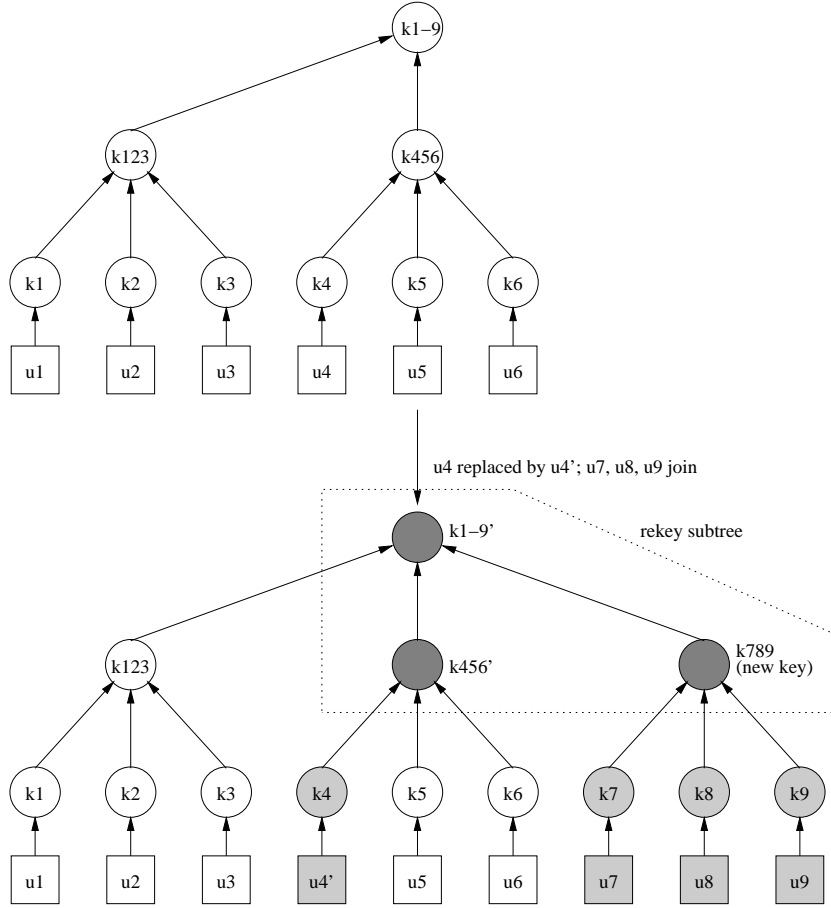 k1−9
k123
k456
k1
k2
k3
k4
k5
k6
u1
u2
u3
u4
u5
u6
u4 replaced by u4’; u7, u8, u9 join
k1−9’
rekey subtree
k123
k456’
k789
(new key)
k1
k2
k3
k4
k5
k6
k7
k8
k9
u1
u2
u3
u4’
u5
u6
u7
u8
u9